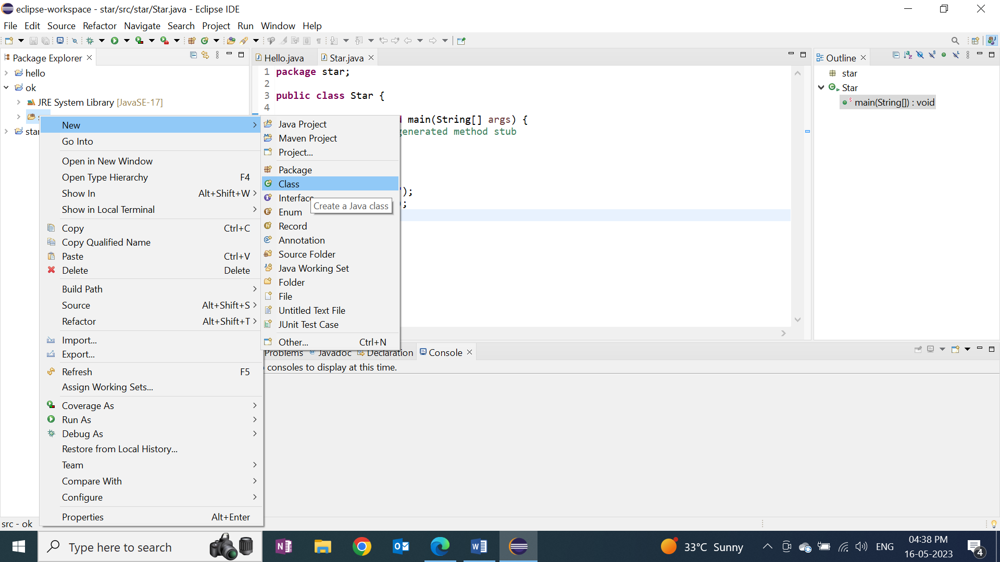 eclipse-workspace - star/src/star/Star.java - Eclipse IDE
File Edit Source Refactor Navigate Search Project Run Window Help
Package Explorer
hello
ok
JRE System Library [JavaSE-17]
star
Hello.java Star.java
1 package star;
2
3 public class Star {
4
main(String[] args) {
generated method stub
");
);
Outline
star
Star
main(String[]) : void
New
Go Into
Open in New Window
Open Type Hierarchy F4
Show In Alt+Shift+W
Show in Local Terminal
Copy Ctrl+C
Copy Qualified Name
Paste Ctrl+V
Delete Delete
Build Path
Source Alt+Shift+S
Refactor Alt+Shift+T
Import...
Export...
Refresh F5
Assign Working Sets...
Coverage As
Run As
Debug As
Restore from Local History...
Team
Compare With
Configure
Properties Alt+Enter
Java Project
Maven Project
Project...
Package
Class
Interface
Create a Java class
Enum
Record
Annotation
Source Folder
Java Working Set
Folder
File
Untitled Text File
JUnit Test Case
Other... Ctrl+N
Problems Javadoc Declaration Console
consoles to display at this time.
src - ok
Type here to search
33°C Sunny
ENG
04:38 PM
16-05-2023
4